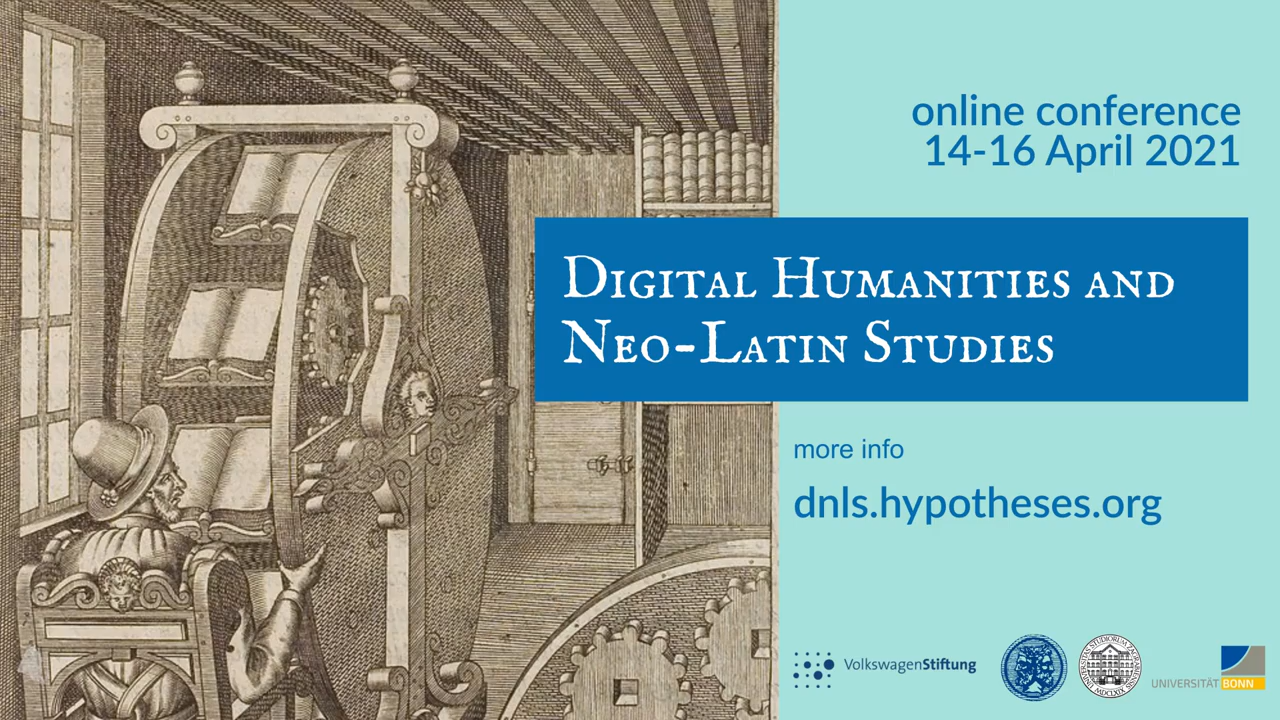 online conference
14-16 April 2021
Digital Humanities and
Neo-Latin Studies
more info
dnls.hypotheses.org
VolkswagenStiftung
UNIVERSITÄT BONN